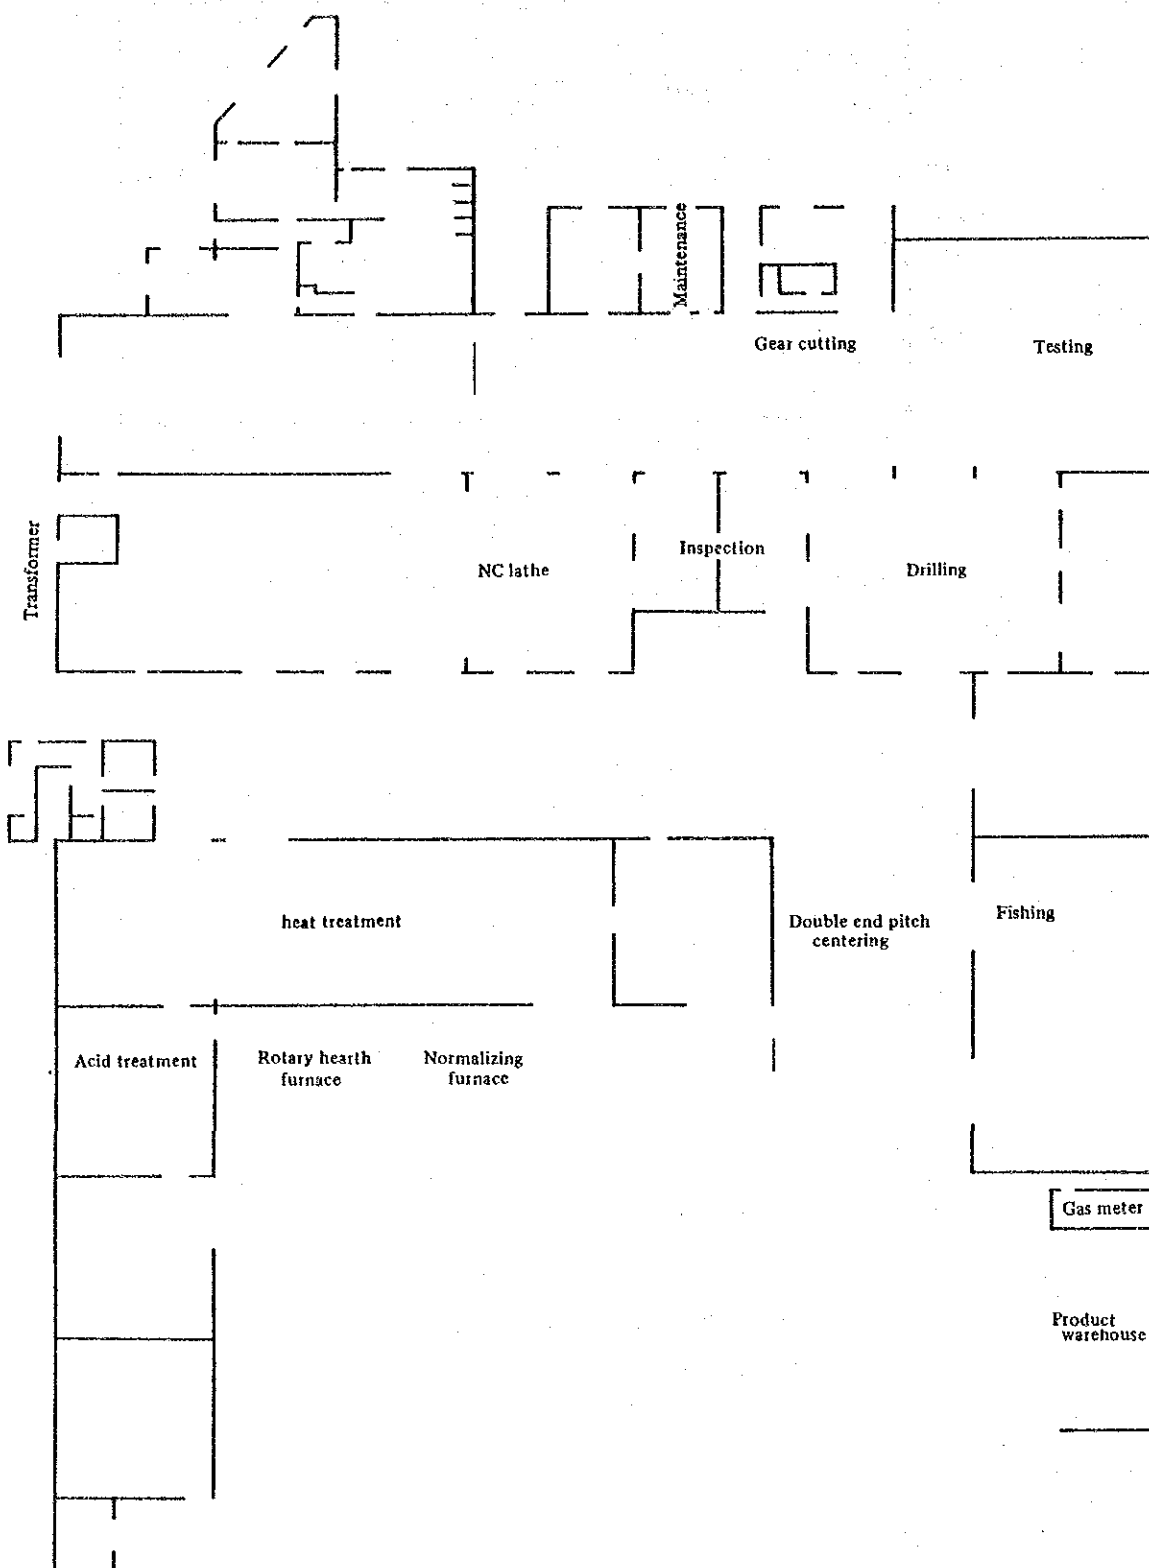 Maintenance
Gear cutting
Testing
Transformer
NC lathe
Inspection
Drilling
heat treatment
Double end pitch
centering
Fishing
Acid treatment
Rotary hearth
furnace
Normalizing
furnace
Gas meter
Product
warehouse